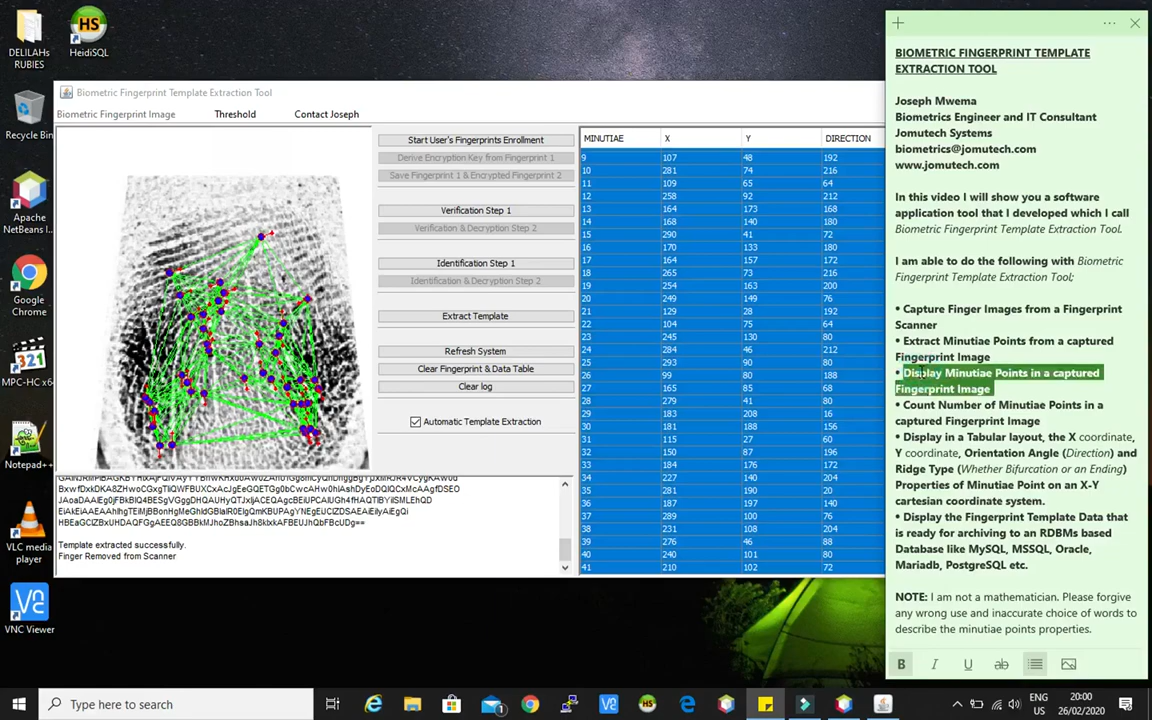 DELILAHs
RUBIES
HeidiSQL
Recycle Bin
Apache
NetBeans I...
Google
Chrome
MPC-HC x64
Notepad++
VLC media
player
VNC Viewer
Biometric Fingerprint Template Extraction Tool
Biometric Fingerprint Image Threshold Contact Joseph
Start User's Fingerprints Enrollment
Derive Encryption Key from Fingerprint 1
Save Fingerprint 1 & Encrypted Fingerprint 2
Verification Step 1
Verification & Decryption Step 2
Identification Step 1
Identification & Decryption Step 2
Extract Template
Refresh System
Clear Fingerprint & Data Table
Clear log
Automatic Template Extraction
Template extracted successfully.
Finger Removed from Scanner
MINUTIAE X Y DIRECTION
9 107 48 192
10 281 74 216
11 109 65 64
12 258 92 212
13 164 173 168
14 168 140 180
15 290 41 72
16 170 133 180
17 164 157 172
18 265 73 216
19 254 163 200
20 249 149 76
21 129 28 192
22 104 75 64
23 245 130 80
24 284 46 212
25 293 90 80
26 99 80 188
27 165 85 68
28 279 41 80
29 183 208 16
30 181 188 156
31 115 27 60
32 150 87 196
33 184 176 172
34 227 140 204
35 281 190 20
36 187 197 140
37 289 100 76
38 231 108 204
39 276 46 88
40 240 101 80
41 210 102 72
BIOMETRIC FINGERPRINT TEMPLATE
EXTRACTION TOOL
Joseph Mwema
Biometrics Engineer and IT Consultant
Jomutech Systems
biometrics@jomutech.com
www.jomutech.com
In this video I will show you a software
application tool that I developed which I call
Biometric Fingerprint Template Extraction Tool.
I am able to do the following with Biometric
Fingerprint Template Extraction Tool;
• Capture Finger Images from a Fingerprint
Scanner
• Extract Minutiae Points from a captured
Fingerprint Image
• Display Minutiae Points in a captured
Fingerprint Image
• Count Number of Minutiae Points in a
captured Fingerprint Image
• Display in a Tabular layout, the X coordinate,
Y coordinate, Orientation Angle (Direction) and
Ridge Type (Whether Bifurcation or an Ending)
Properties of Minutiae Point on an X-Y
cartesian coordinate system.
• Display the Fingerprint Template Data that
is ready for archiving to an RDBMs based
Database like MySQL, MSSQL, Oracle,
Mariadb, PostgreSQL etc.
NOTE: I am not a mathematician. Please forgive
any wrong use and inaccurate choice of words to
describe the minutiae points properties.
Type here to search
ENG
US
20:00
26/02/2020